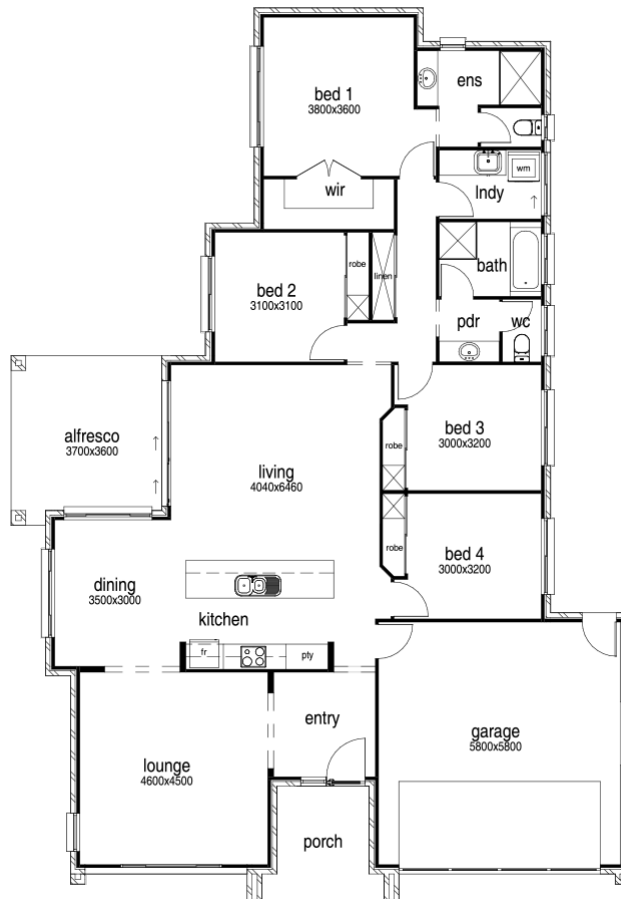 bed 1
3800x3600
ens
wir
lndy
wm
robe
linen
bath
bed 2
3100x3100
pdr
wc
alfresco
3700x3600
living
4040x6460
robe
bed 3
3000x3200
robe
bed 4
3000x3200
dining
3500x3000
kitchen
fr
pty
entry
lounge
4600x4500
garage
5800x5800
porch